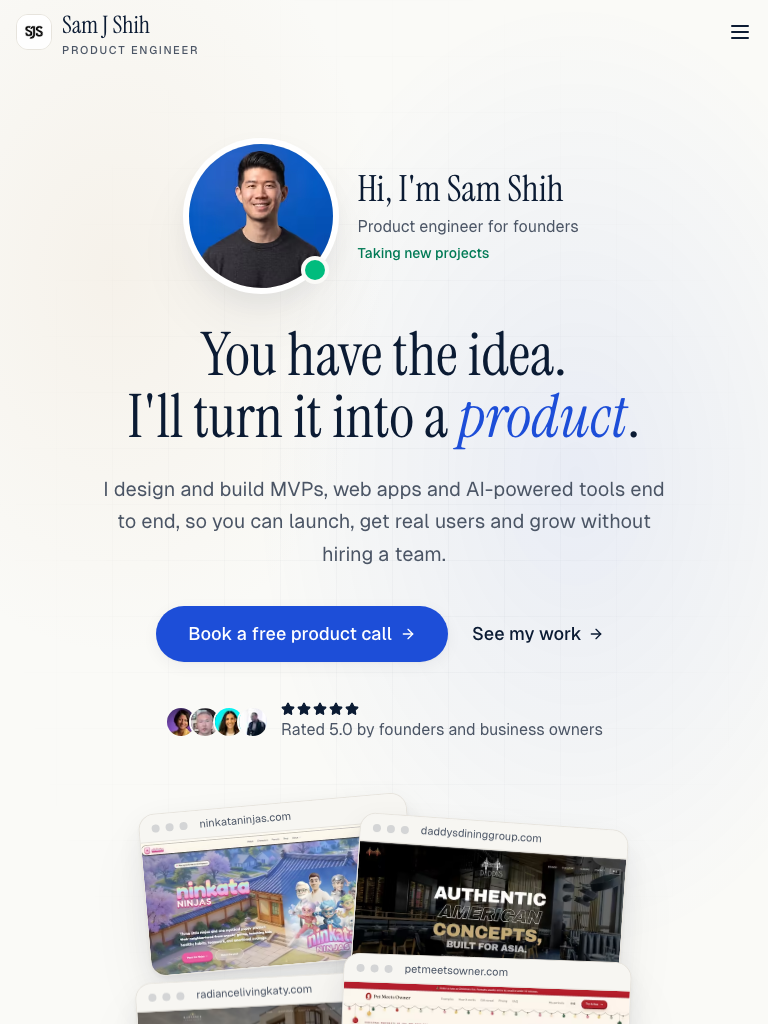 SJS
Sam J Shih
PRODUCT ENGINEER
Hi, I'm Sam Shih
Product engineer for founders
Taking new projects
You have the idea.
I'll turn it into a product.
I design and build MVPs, web apps and AI-powered tools end
to end, so you can launch, get real users and grow without
hiring a team.
Book a free product call →
See my work →
Rated 5.0 by founders and business owners
ninkataninjas.com
ninkata
NINJAS
ninkata
daddysdininggroup.com
AUTHENTIC
AMERICAN
CONCEPTS,
BUILT FOR ASIA.
radiancelivingkaty.com
petmeetsowner.com
Pet Meets Owner